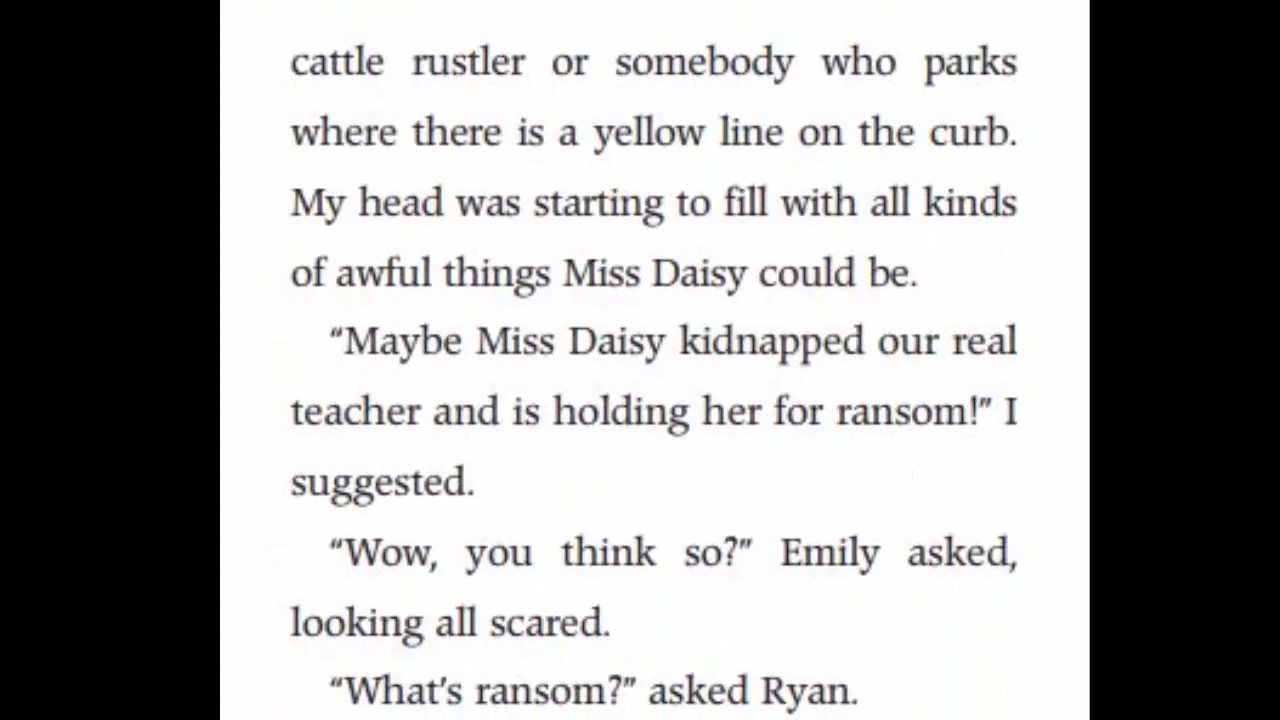 cattle rustler or somebody who parks
where there is a yellow line on the curb.
My head was starting to fill with all kinds
of awful things Miss Daisy could be.
“Maybe Miss Daisy kidnapped our real
teacher and is holding her for ransom!” I
suggested.
“Wow, you think so?” Emily asked,
looking all scared.
“What's ransom?” asked Ryan.